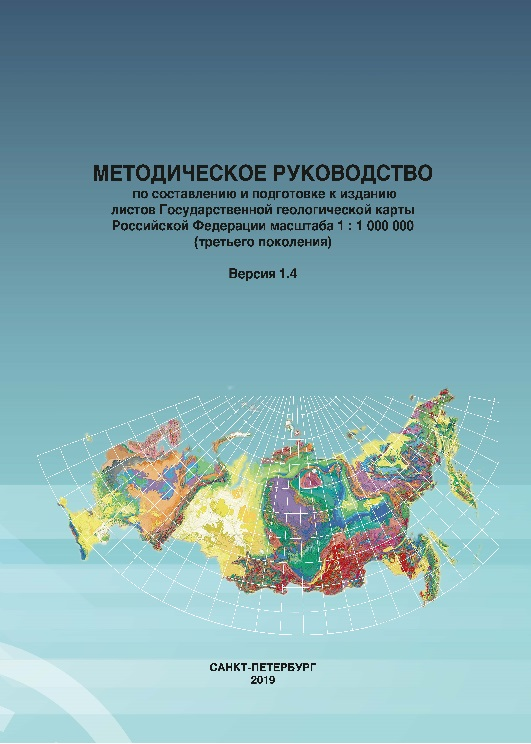 МЕТОДИЧЕСКОЕ РУКОВОДСТВО
по составлению и подготовке к изданию
листов Государственной геологической карты
Российской Федерации масштаба 1 : 1 000 000
(третьего поколения)
Версия 1.4
САНКТ-ПЕТЕРБУРГ
2019